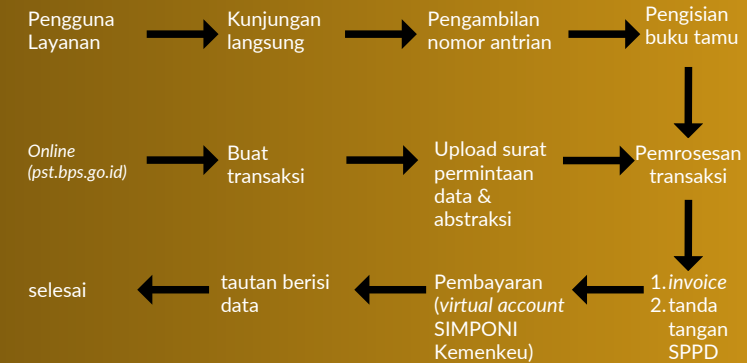 Pengguna
Layanan
Kunjungan
langsung
Pengambilan
nomor antrian
Pengisian
buku tamu
Online
(pst.bps.go.id)
Buat
transaksi
Upload surat
permintaan
data &
abstraksi
Pemrosesan
transaksi
selesai
tautan berisi
data
Pembayaran
(virtual account
SIMPONI
Kemenkeu)
1.invoice
2.tanda
tangan
SPPD